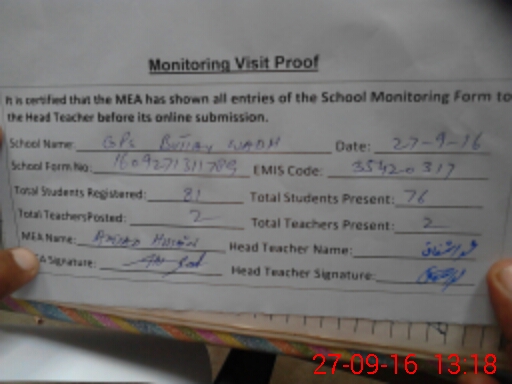 Monitoring Visit Proof
It is certified that the MEA has shown all entries of the School Monitoring Form to
the Head Teacher before its online submission.
School Name: GPS WADH Date: 27-9-16
School Form No: 1609271311789 EMIS Code: 35420317
Total Students Registered: 81 Total Students Present: 76
Total Teachers Posted: 2 Total Teachers Present: 2
MEA Name: Head Teacher Name:
A Signature: Head Teacher Signature:
27-09-16 13:18